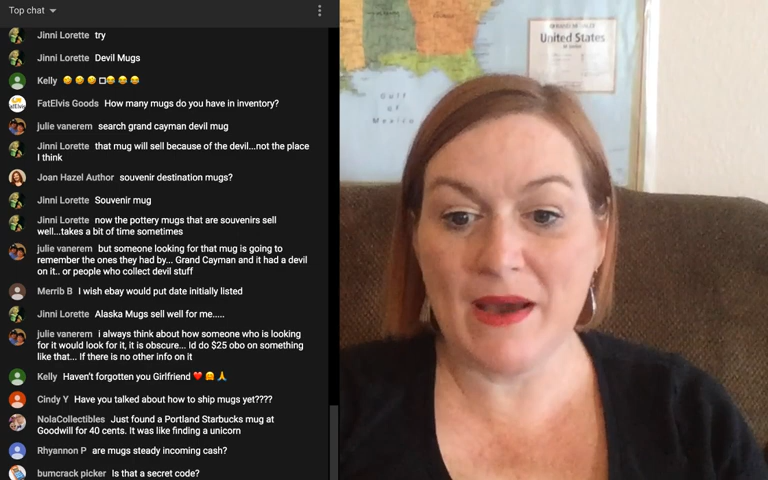 Top chat
Jinni Lorette try
Jinni Lorette Devil Mugs
Kelly
FatElvis Goods How many mugs do you have in inventory?
julie vanerem search grand cayman devil mug
Jinni Lorette that mug will sell because of the devil...not the place
I think
Joan Hazel Author souvenir destination mugs?
Jinni Lorette Souvenir mug
Jinni Lorette now the pottery mugs that are souvenirs sell
well...takes a bit of time sometimes
julie vanerem but someone looking for that mug is going to
remember the ones they had by... Grand Cayman and it had a devil
on it.. or people who collect devil stuff
Merrib B I wish ebay would put date initially listed
Jinni Lorette Alaska Mugs sell well for me.....
julie vanerem i always think about how someone who is looking
for it would look for it, it is obscure... Id do $25 obo on something
like that... If there is no other info on it
Kelly Haven't forgotten you Girlfriend ❤️ 🤗 🙏
Cindy Y Have you talked about how to ship mugs yet????
NolaCollectibles Just found a Portland Starbucks mug at
Goodwill for 40 cents. It was like finding a unicorn
Rhyannon P are mugs steady incoming cash?
bumcrack picker Is that a secret code?
United States
Gulf
of
Mexico